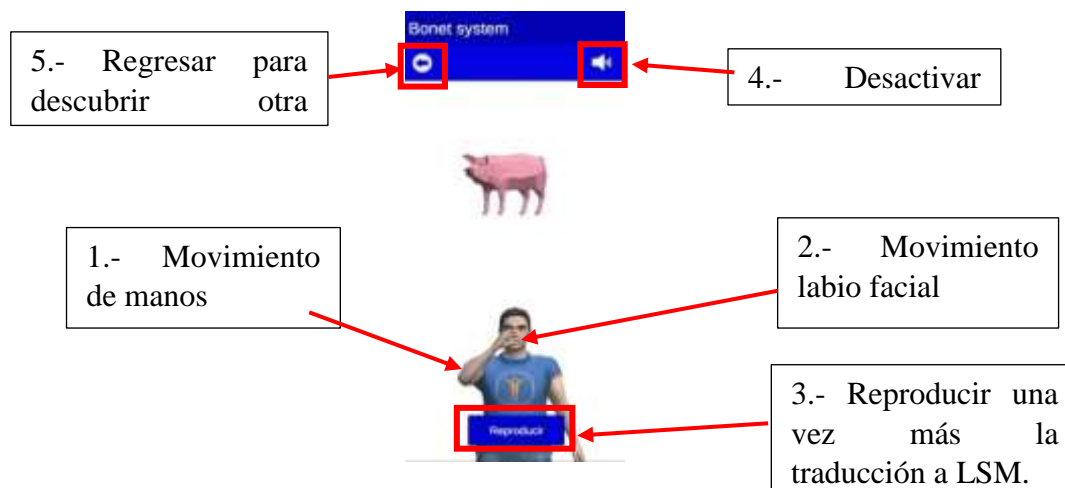 Bonet system
5.- Regresar para
descubrir otra
4.- Desactivar
1.- Movimiento
de manos
2.- Movimiento
labio facial
Reproducir
3.- Reproducir una
vez más la
traducción a LSM.